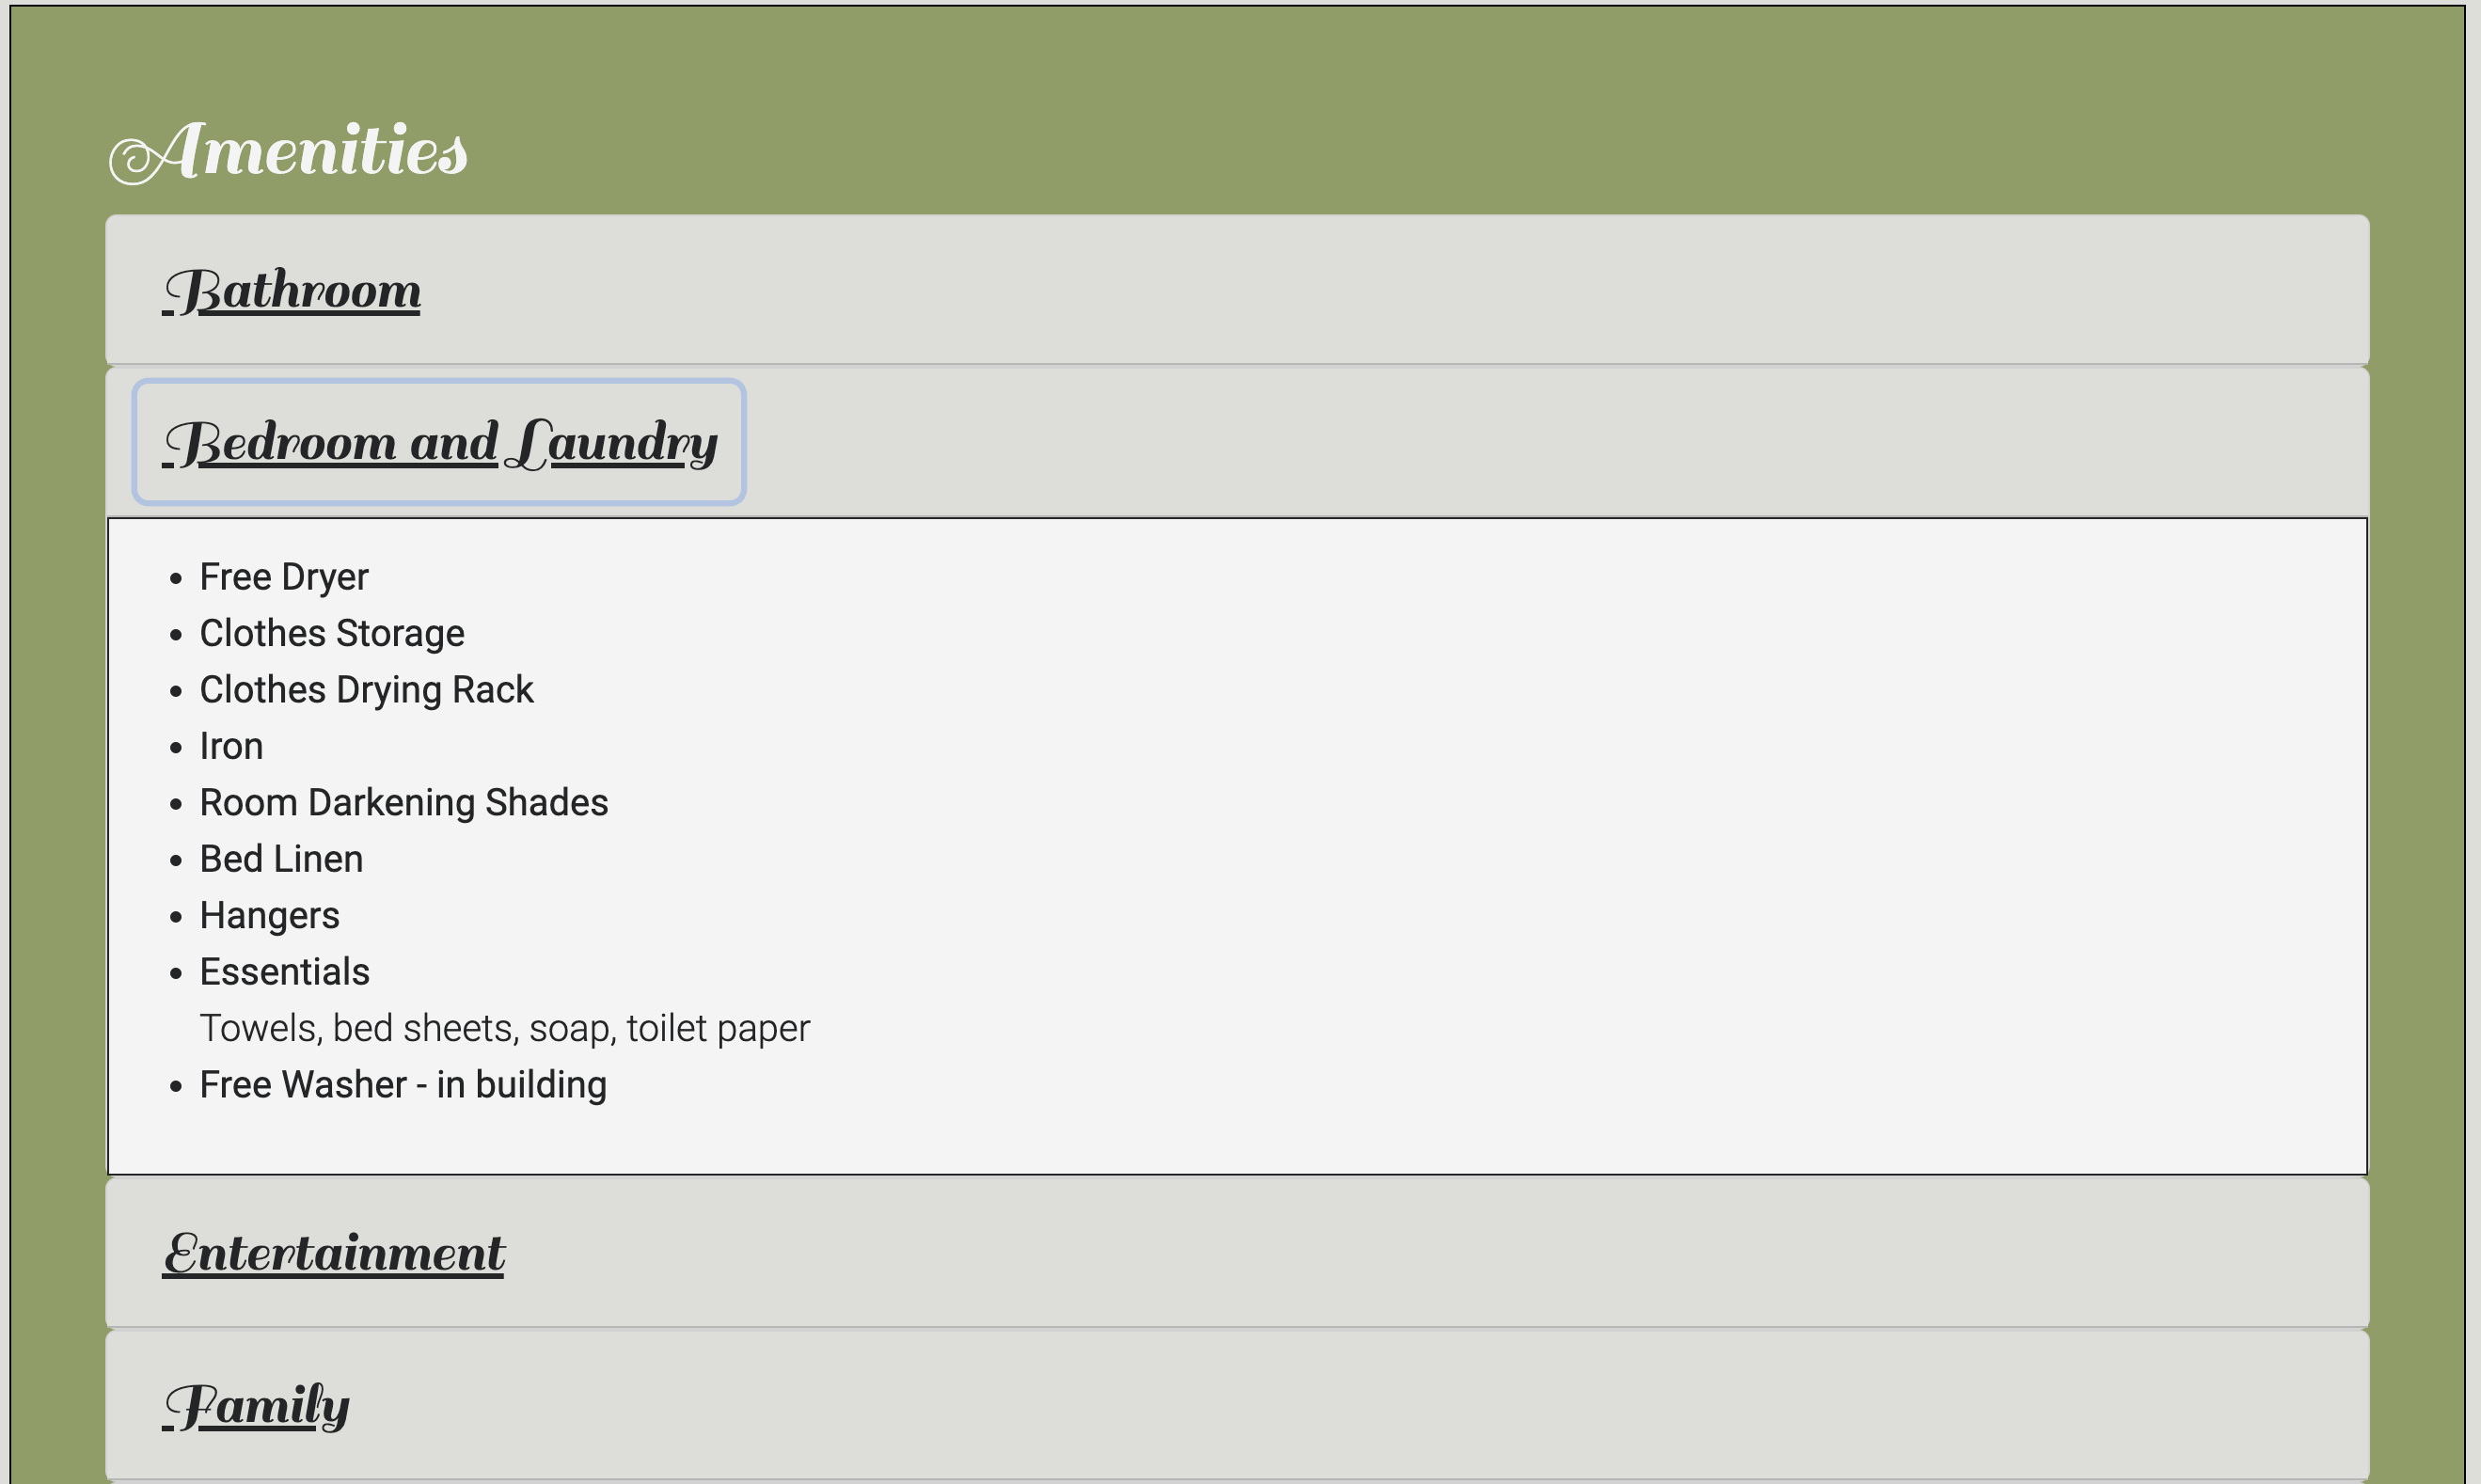 Amenities
Bathroom
Bedroom and Laundry
Free Dryer
Clothes Storage
Clothes Drying Rack
Iron
Room Darkening Shades
Bed Linen
Hangers
Essentials
Towels, bed sheets, soap, toilet paper
Free Washer - in building
Entertainment
Family